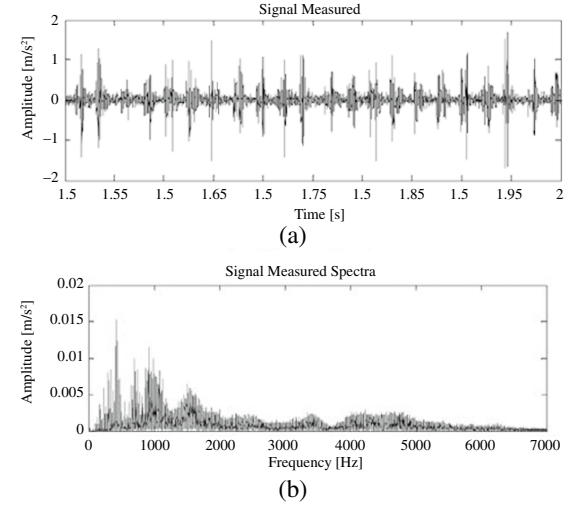 Signal Measured
2
1
0
−1
−2
Amplitude [m/s²]
1.5 1.55 1.5 1.65 1.5 1.5 1.75 1.5 1.85 1.5 1.95 2
Time [s]
(a)
Signal Measured Spectra
0.02
0.015
0.01
0.005
0
Amplitude [m/s²]
0 1000 2000 3000 4000 5000 6000 7000
Frequency [Hz]
(b)